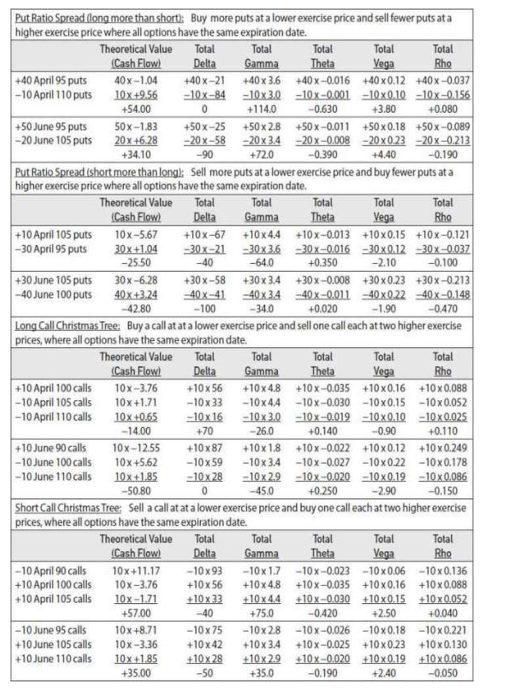 Put Ratio Spread (long more than short): Buy more puts at a lower exercise price and sell fewer puts at a
higher exercise price where all options have the same expiration date.
Theoretical Value Total Total Total Total Total
(Cash Flow) Delta Gamma Theta Vega Rho
+40 April 95 puts 40 x -1.04 +40 x -21 +40 x 3.6 +40 x -0.016 +40 x 0.12 +40 x -0.037
-10 April 110 puts 10 x +9.56 -10 x -84 -10 x 3.0 -10 x -0.001 -10 x 0.10 -10 x -0.156
+54.00 0 +114.0 -0.630 +3.80 +0.080
+50 June 95 puts 50 x -1.83 +50 x -25 +50 x 2.8 +50 x -0.011 +50 x 0.18 +50 x -0.089
-20 June 105 puts 20 x +6.28 -20 x -58 -20 x 3.4 -20 x -0.008 -20 x 0.23 -20 x -0.213
+34.10 -90 +72.0 -0.390 +4.40 -0.190
Put Ratio Spread (short more than long): Sell more puts at a lower exercise price and buy fewer puts at a
higher exercise price where all options have the same expiration date.
Theoretical Value Total Total Total Total Total
(Cash Flow) Delta Gamma Theta Vega Rho
+10 April 105 puts 10 x -5.67 +10 x -67 +10 x 4.4 +10 x -0.013 +10 x 0.15 +10 x -0.121
-30 April 95 puts 30 x +1.04 -30 x -21 -30 x 3.6 -30 x -0.016 -30 x 0.12 -30 x -0.037
-25.50 -40 -64.0 +0.350 -2.10 -0.100
+30 June 105 puts 30 x -6.28 +30 x -58 +30 x 3.4 +30 x -0.008 +30 x 0.23 +30 x -0.213
-40 June 100 puts 40 x +3.24 -40 x -41 -40 x 3.4 -40 x -0.011 -40 x 0.22 -40 x -0.148
-42.80 -100 -34.0 +0.020 -1.90 -0.470
Long Call Christmas Tree: Buy a call at at a lower exercise price and sell one call each at two higher exercise
prices, where all options have the same expiration date.
Theoretical Value Total Total Total Total Total
(Cash Flow) Delta Gamma Theta Vega Rho
+10 April 100 calls 10 x -3.76 +10 x 56 +10 x 4.8 +10 x -0.035 +10 x 0.16 +10 x 0.088
-10 April 105 calls 10 x +1.71 -10 x 33 -10 x 4.4 -10 x -0.030 -10 x 0.15 -10 x 0.052
-10 April 110 calls 10 x +0.65 -10 x 16 -10 x 3.0 -10 x -0.019 -10 x 0.10 -10 x 0.025
-14.00 +70 -26.0 +0.140 -0.90 +0.110
+10 June 90 calls 10 x -12.55 +10 x 87 +10 x 1.8 +10 x -0.022 +10 x 0.12 +10 x 0.249
-10 June 100 calls 10 x +5.62 -10 x 59 -10 x 3.4 -10 x -0.027 -10 x 0.22 -10 x 0.178
-10 June 110 calls 10 x +1.85 -10 x 28 -10 x 2.9 -10 x -0.020 -10 x 0.19 -10 x 0.086
-50.80 0 -45.0 +0.250 -2.90 -0.150
Short Call Christmas Tree: Sell a call at at a lower exercise price and buy one call each at two higher exercise
prices, where all options have the same expiration date.
Theoretical Value Total Total Total Total Total
(Cash Flow) Delta Gamma Theta Vega Rho
-10 April 90 calls 10 x +11.17 -10 x 93 -10 x 1.7 -10 x -0.023 -10 x 0.06 -10 x 0.136
+10 April 100 calls 10 x -3.76 +10 x 56 +10 x 4.8 +10 x -0.035 +10 x 0.16 +10 x 0.088
+10 April 105 calls 10 x -1.71 +10 x 33 +10 x 4.4 +10 x -0.030 +10 x 0.15 +10 x 0.052
+57.00 -40 +75.0 -0.420 +2.50 +0.040
-10 June 95 calls 10 x +8.71 -10 x 75 -10 x 2.8 -10 x -0.026 -10 x 0.18 -10 x 0.221
+10 June 105 calls 10 x -3.36 +10 x 42 +10 x 3.4 +10 x -0.025 +10 x 0.23 +10 x 0.130
+10 June 110 calls 10 x +1.85 +10 x 28 +10 x 2.9 +10 x -0.020 +10 x 0.19 +10 x 0.086
+35.00 -50 +35.0 -0.190 +2.40 -0.050